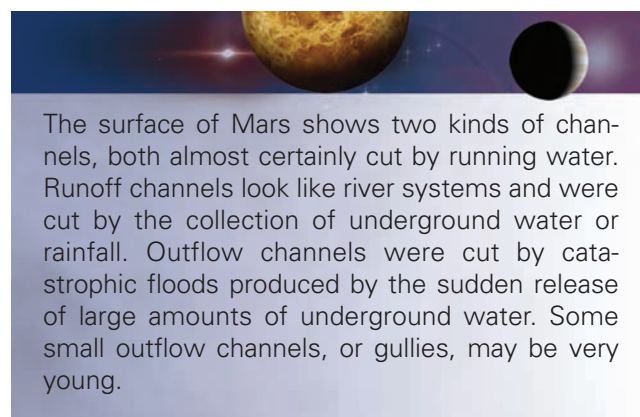 The surface of Mars shows two kinds of chan-
nels, both almost certainly cut by running water.
Runoff channels look like river systems and were
cut by the collection of underground water or
rainfall. Outflow channels were cut by cata-
strophic floods produced by the sudden release
of large amounts of underground water. Some
small outflow channels, or gullies, may be very
young.